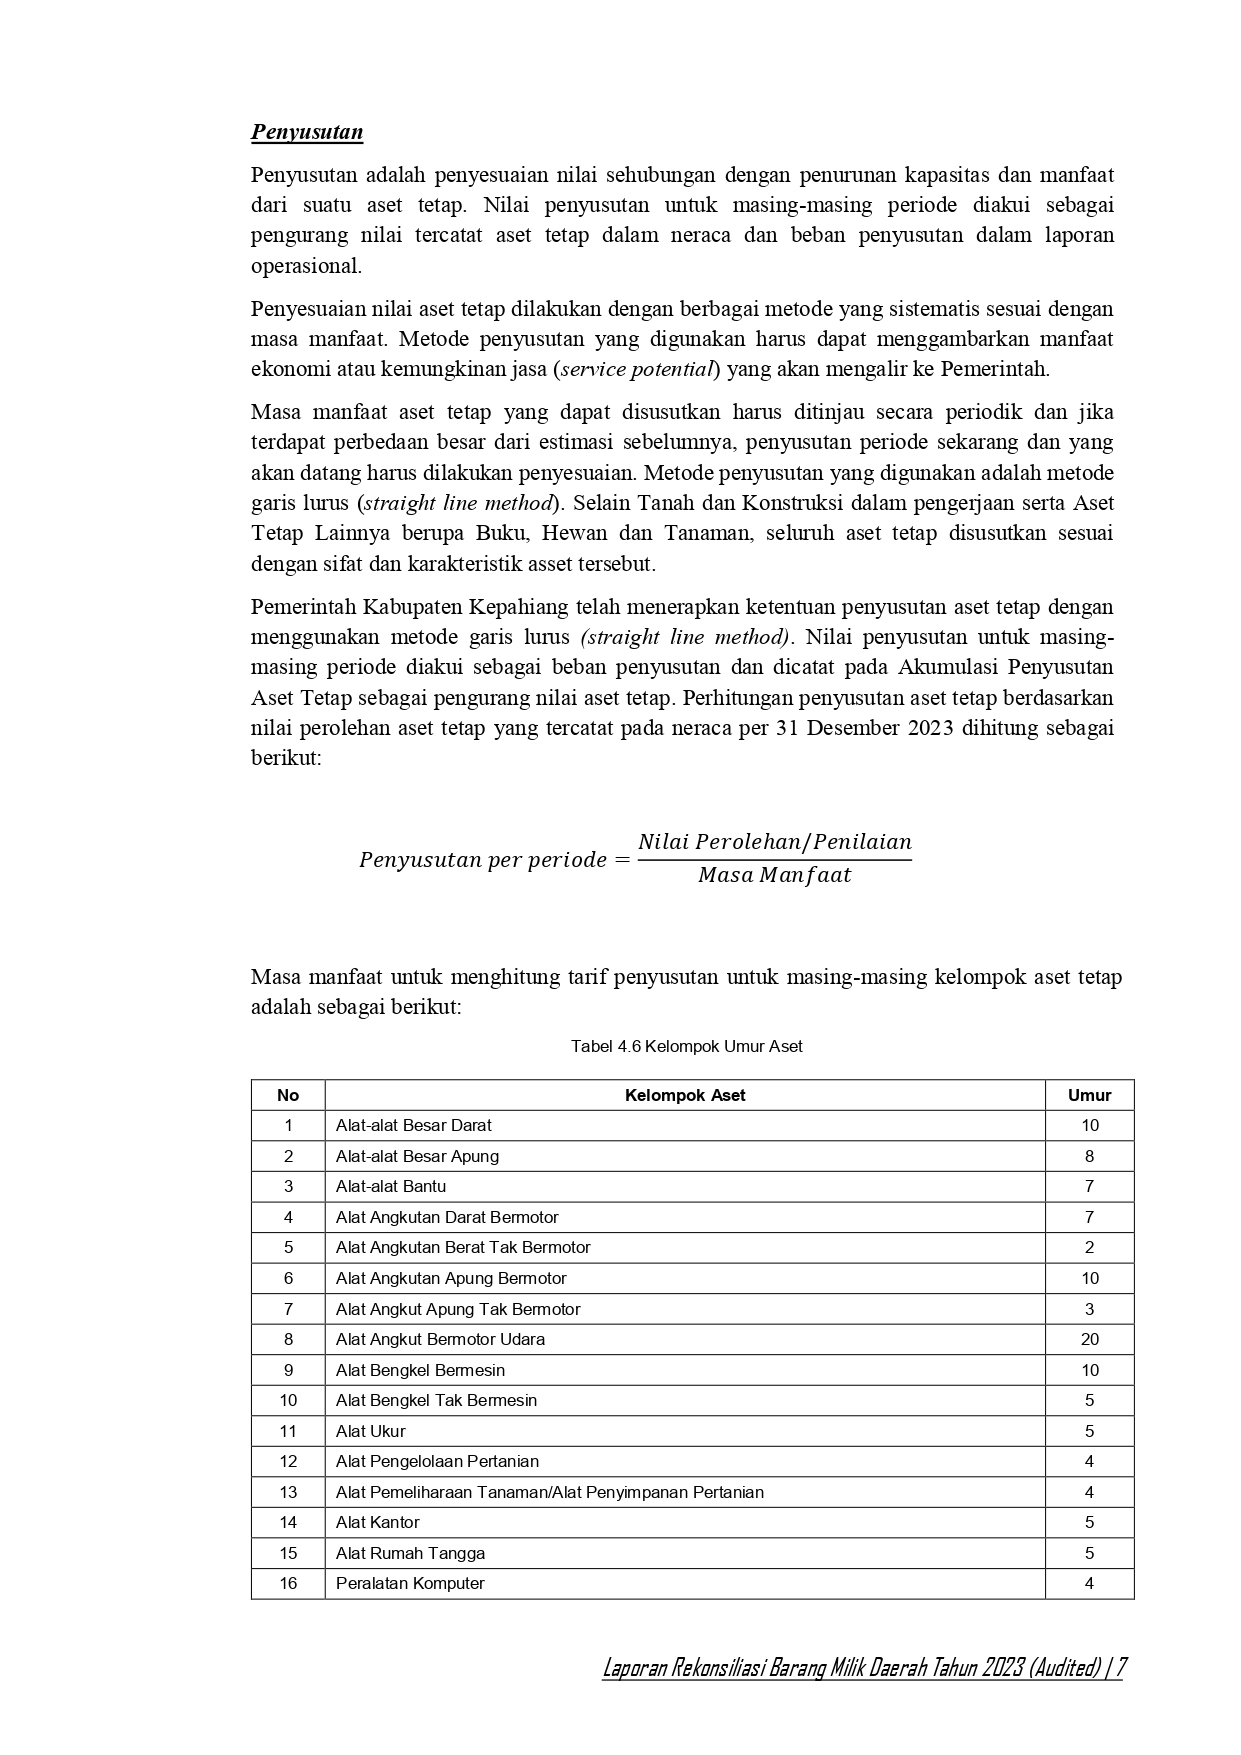 Penyusutan
Penyusutan adalah penyesuaian nilai sehubungan dengan penurunan kapasitas dan manfaat
dari suatu aset tetap. Nilai penyusutan untuk masing-masing periode diakui sebagai
pengurang nilai tercatat aset tetap dalam neraca dan beban penyusutan dalam laporan
operasional.
Penyesuaian nilai aset tetap dilakukan dengan berbagai metode yang sistematis sesuai dengan
masa manfaat. Metode penyusutan yang digunakan harus dapat menggambarkan manfaat
ekonomi atau kemungkinan jasa (service potential) yang akan mengalir ke Pemerintah.
Masa manfaat aset tetap yang dapat disusutkan harus ditinjau secara periodik dan jika
terdapat perbedaan besar dari estimasi sebelumnya, penyusutan periode sekarang dan yang
akan datang harus dilakukan penyesuaian. Metode penyusutan yang digunakan adalah metode
garis lurus (straight line method). Selain Tanah dan Konstruksi dalam pengerjaan serta Aset
Tetap Lainnya berupa Buku, Hewan dan Tanaman, seluruh aset tetap disusutkan sesuai
dengan sifat dan karakteristik asset tersebut.
Pemerintah Kabupaten Kepahiang telah menerapkan ketentuan penyusutan aset tetap dengan
menggunakan metode garis lurus (straight line method). Nilai penyusutan untuk masing-
masing periode diakui sebagai beban penyusutan dan dicatat pada Akumulasi Penyusutan
Aset Tetap sebagai pengurang nilai aset tetap. Perhitungan penyusutan aset tetap berdasarkan
nilai perolehan aset tetap yang tercatat pada neraca per 31 Desember 2023 dihitung sebagai
berikut:
Penyusutan per periode = Nilai Perolehan/Penilaian
Masa Manfaat
Masa manfaat untuk menghitung tarif penyusutan untuk masing-masing kelompok aset tetap
adalah sebagai berikut:
Tabel 4.6 Kelompok Umur Aset
No Kelompok Aset Umur
1 Alat-alat Besar Darat 10
2 Alat-alat Besar Apung 8
3 Alat-alat Bantu 7
4 Alat Angkutan Darat Bermotor 7
5 Alat Angkutan Berat Tak Bermotor 2
6 Alat Angkutan Apung Bermotor 10
7 Alat Angkut Apung Tak Bermotor 3
8 Alat Angkut Bermotor Udara 20
9 Alat Bengkel Bermesin 10
10 Alat Bengkel Tak Bermesin 5
11 Alat Ukur 5
12 Alat Pengelolaan Pertanian 4
13 Alat Pemeliharaan Tanaman/Alat Penyimpanan Pertanian 4
14 Alat Kantor 5
15 Alat Rumah Tangga 5
16 Peralatan Komputer 4
Laporan Rekonsiliasi Barang Milik Daerah Tahun 2023 (Audited) | 7